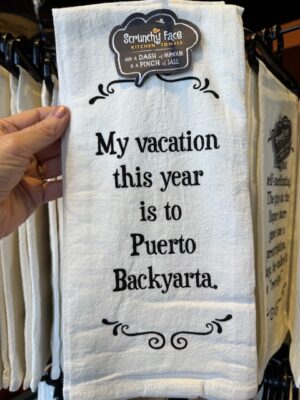 Scrunchy Face
KITCHEN TOWELS
ADD A DASH OF HUMOUR
& A PINCH OF SASS
My vacation
this year
is to
Puerto
Backyarta.